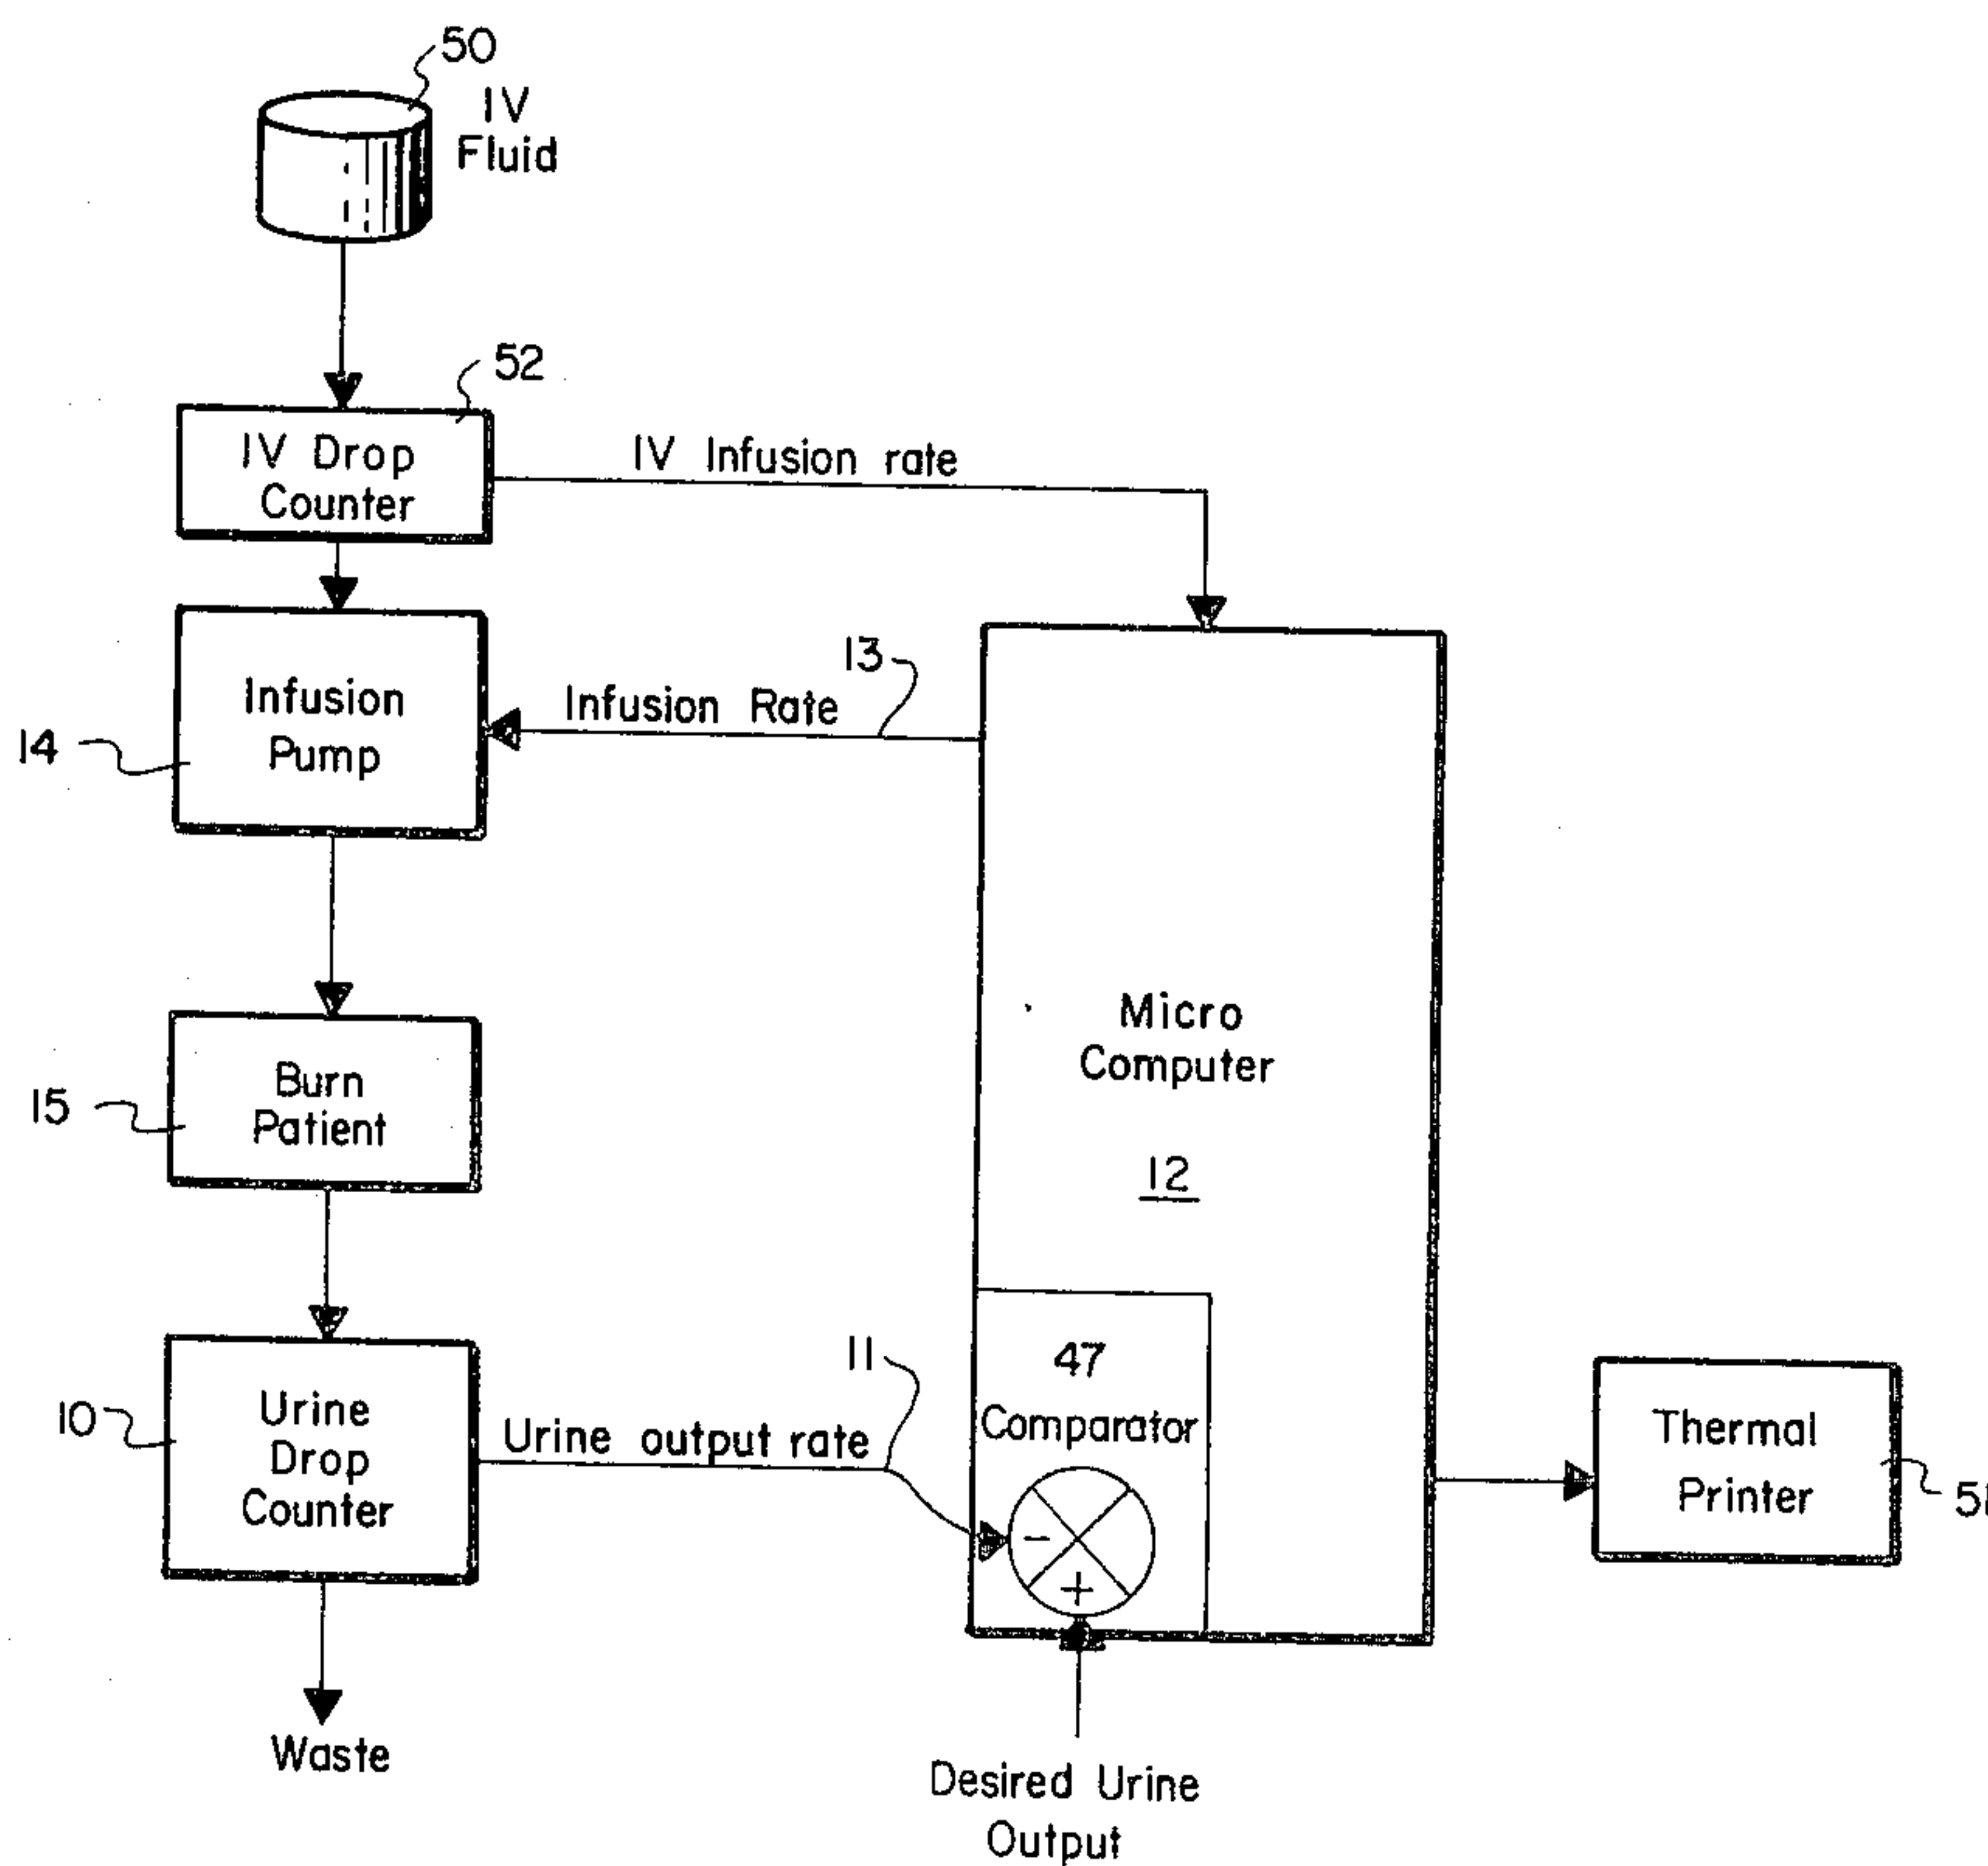 50
IV
Fluid
52
IV Drop
Counter
IV Infusion rate
13
Infusion Rate
Infusion
Pump
14
Micro
Computer
12
Burn
Patient
15
11
47
Comparator
-
+
10
Urine
Drop
Counter
Urine output rate
Thermal
Printer
Waste
Desired Urine
Output